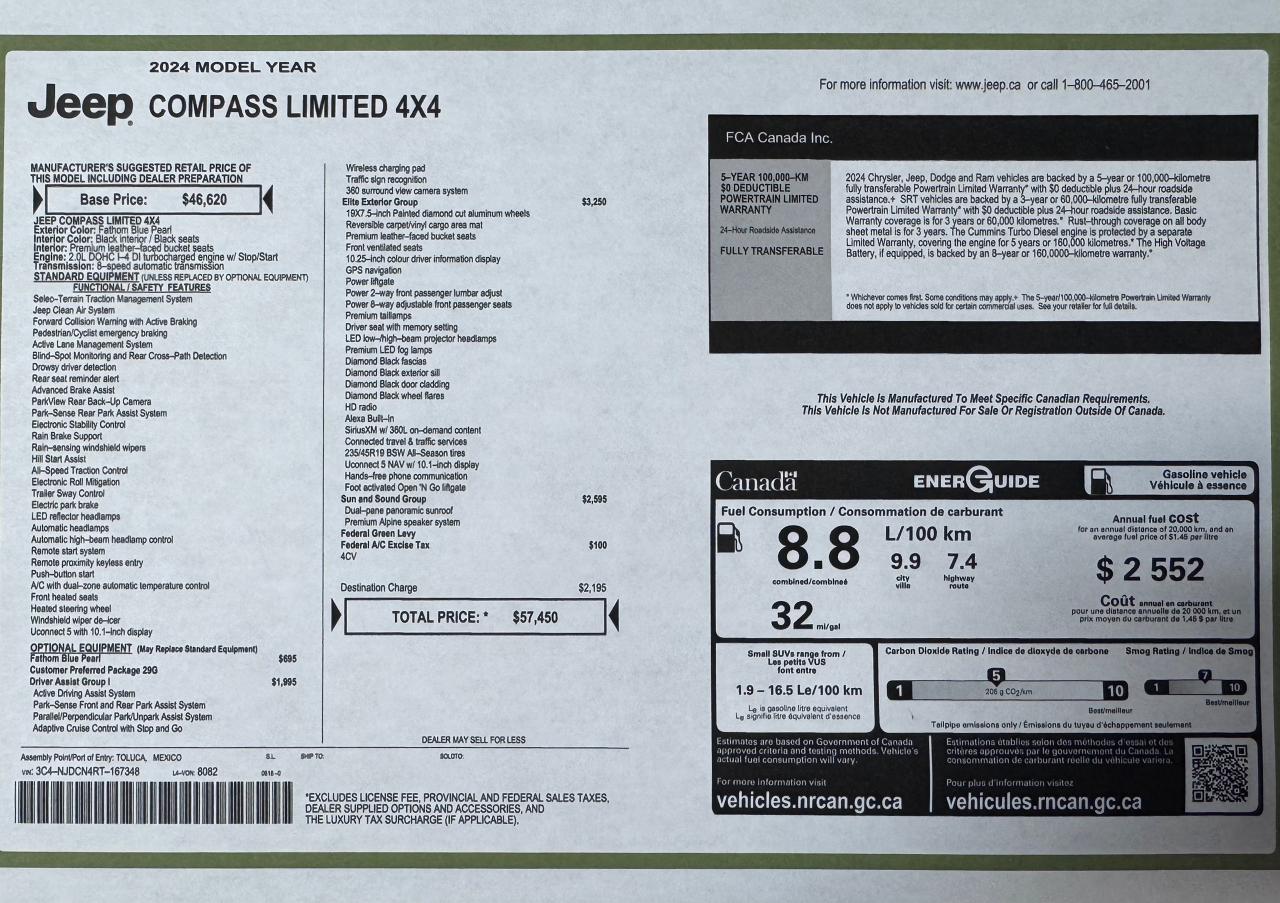 2024 MODEL YEAR
Jeep® COMPASS LIMITED 4X4
MANUFACTURER'S SUGGESTED RETAIL PRICE OF
THIS MODEL INCLUDING DEALER PREPARATION
Base Price: $46,620
JEEP COMPASS LIMITED 4X4
Exterior Color: Fathom Blue Pearl
Interior Color: Black interior / Black seats
Interior: Premium leather–faced bucket seats
Engine: 2.0L DOHC I–4 DI turbocharged engine w/ Stop/Start
Transmission: 8–speed automatic transmission
STANDARD EQUIPMENT (UNLESS REPLACED BY OPTIONAL EQUIPMENT)
FUNCTIONAL / SAFETY FEATURES
Selec–Terrain Traction Management System
Jeep Clean Air System
Forward Collision Warning with Active Braking
Pedestrian/Cyclist emergency braking
Active Lane Management System
Blind–Spot Monitoring and Rear Cross–Path Detection
Drowsy driver detection
Rear seat reminder alert
Advanced Brake Assist
ParkView Rear Back–Up Camera
Park–Sense Rear Park Assist System
Electronic Stability Control
Rain Brake Support
Rain–sensing windshield wipers
Hill Start Assist
All–Speed Traction Control
Electronic Roll Mitigation
Trailer Sway Control
Electric park brake
LED reflector headlamps
Automatic headlamps
Automatic high–beam headlamp control
Remote start system
Remote proximity keyless entry
Push–button start
A/C with dual–zone automatic temperature control
Front heated seats
Heated steering wheel
Windshield wiper de–icer
Uconnect 5 with 10.1–inch display
OPTIONAL EQUIPMENT (May Replace Standard Equipment)
Fathom Blue Pearl $695
Customer Preferred Package 29G
Driver Assist Group I $1,995
Active Driving Assist System
Park–Sense Front and Rear Park Assist System
Parallel/Perpendicular Park/Unpark Assist System
Adaptive Cruise Control with Stop and Go
Wireless charging pad
Traffic sign recognition
360 surround view camera system
Elite Exterior Group $3,250
19X7.5–inch Painted diamond cut aluminum wheels
Reversible carpet/vinyl cargo area mat
Premium leather–faced bucket seats
Front ventilated seats
10.25–inch colour driver information display
GPS navigation
Power liftgate
Power 2–way front passenger lumbar adjust
Power 8–way adjustable front passenger seats
Premium taillamps
Driver seat with memory setting
LED low–/high–beam projector headlamps
Premium LED fog lamps
Diamond Black fascias
Diamond Black exterior sill
Diamond Black door cladding
Diamond Black wheel flares
HD radio
Alexa Built–in
SiriusXM w/ 360L on–demand content
Connected travel & traffic services
235/45R19 BSW All–Season tires
Uconnect 5 NAV w/ 10.1–inch display
Hands–free phone communication
Foot activated Open 'N Go liftgate
Sun and Sound Group $2,595
Dual–pane panoramic sunroof
Premium Alpine speaker system
Federal Green Levy
Federal A/C Excise Tax $100
4CV
Destination Charge $2,195
TOTAL PRICE: * $57,450
DEALER MAY SELL FOR LESS
Assembly Point/Port of Entry: TOLUCA, MEXICO S.L. SHIP TO: SOLDTO:
VIN: 3C4–NJDCN4RT–167348 L4–VON: 8082 0818–0
*EXCLUDES LICENSE FEE, PROVINCIAL AND FEDERAL SALES TAXES,
DEALER SUPPLIED OPTIONS AND ACCESSORIES, AND
THE LUXURY TAX SURCHARGE (IF APPLICABLE).
For more information visit: www.jeep.ca or call 1–800–465–2001
FCA Canada Inc.
5–YEAR 100,000–KM
$0 DEDUCTIBLE
POWERTRAIN LIMITED
WARRANTY
24–Hour Roadside Assistance
FULLY TRANSFERABLE
2024 Chrysler, Jeep, Dodge and Ram vehicles are backed by a 5–year or 100,000–kilometre
fully transferable Powertrain Limited Warranty* with $0 deductible plus 24–hour roadside
assistance.+ SRT vehicles are backed by a 3–year or 60,000–kilometre fully transferable
Powertrain Limited Warranty* with $0 deductible plus 24–hour roadside assistance. Basic
Warranty coverage is for 3 years or 60,000 kilometres.* Rust–through coverage on all body
sheet metal is for 3 years. The Cummins Turbo Diesel engine is protected by a separate
Limited Warranty, covering the engine for 5 years or 160,000 kilometres.* The High Voltage
Battery, if equipped, is backed by an 8–year or 160,0000–kilometre warranty.*
* Whichever comes first. Some conditions may apply.+ The 5–year/100,000–kilometre Powertrain Limited Warranty
does not apply to vehicles sold for certain commercial uses. See your retailer for full details.
This Vehicle Is Manufactured To Meet Specific Canadian Requirements.
This Vehicle Is Not Manufactured For Sale Or Registration Outside Of Canada.
Canada
ENERGUIDE
Gasoline vehicle
Véhicule à essence
Fuel Consumption / Consommation de carburant
8.8 L/100 km
combined/combiné
9.9 7.4
city highway
ville route
32 mi/gal
Annual fuel COST
for an annual distance of 20,000 km, and an
average fuel price of $1.45 per litre
$ 2 552
Coût annuel en carburant
pour une distance annuelle de 20 000 km, et un
prix moyen du carburant de 1,45 $ par litre
Small SUVs range from /
Les petits VUS
font entre
1.9 – 16.5 Le/100 km
Le is gasoline litre equivalent
Le signifie litre équivalent d'essence
Carbon Dioxide Rating / Indice de dioxyde de carbone
1 5 10
206 g CO2/km
Best/meilleur
Smog Rating / Indice de Smog
1 7 10
Best/meilleur
Tailpipe emissions only / Émissions du tuyau d'échappement seulement
Estimates are based on Government of Canada
approved criteria and testing methods. Vehicle's
actual fuel consumption will vary.
For more information visit
vehicles.nrcan.gc.ca
Estimations établies selon des méthodes d'essai et des
critères approuvés par le gouvernement du Canada. La
consommation de carburant réelle du véhicule variera.
Pour plus d'information visitez
vehicules.rncan.gc.ca